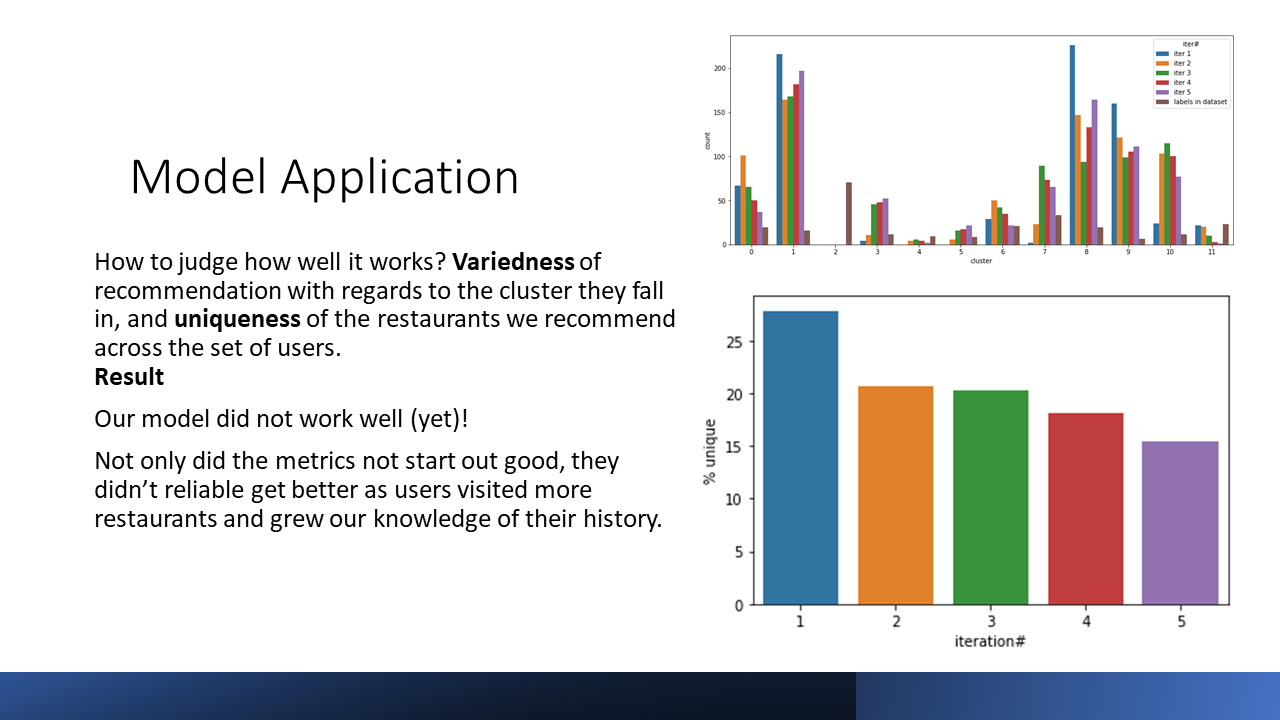 Model Application
How to judge how well it works? Variedness of
recommendation with regards to the cluster they fall
in, and uniqueness of the restaurants we recommend
across the set of users.
Result
Our model did not work well (yet)!
Not only did the metrics not start out good, they
didn’t reliable get better as users visited more
restaurants and grew our knowledge of their history.
iter#
iter 1
iter 2
iter 3
iter 4
iter 5
labels in dataset
count
200
150
100
50
0
0 1 2 3 4 5 6 7 8 9 10 11
cluster
% unique
25
20
15
10
5
0
1 2 3 4 5
iteration#